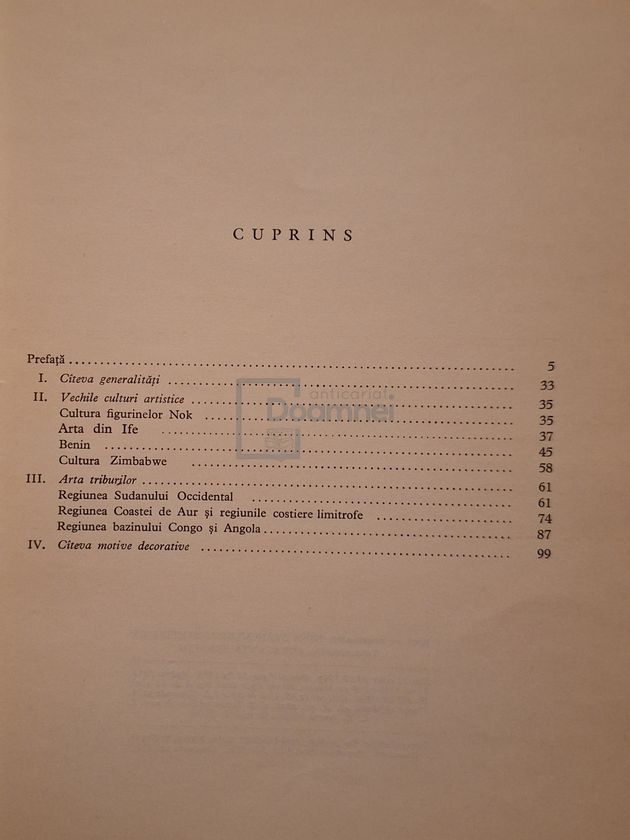 CUPRINS
Prefață 5
I. Cîteva generalități 33
II. Vechile culturi artistice 35
Cultura figurinelor Nok 35
Arta din Ife 37
Benin 45
Cultura Zimbabwe 58
III. Arta triburilor 61
Regiunea Sudanului Occidental 61
Regiunea Coastei de Aur și regiunile costiere limitrofe 74
Regiunea bazinului Congo și Angola 87
IV. Cîteva motive decorative 99
anticariat
Doamnei